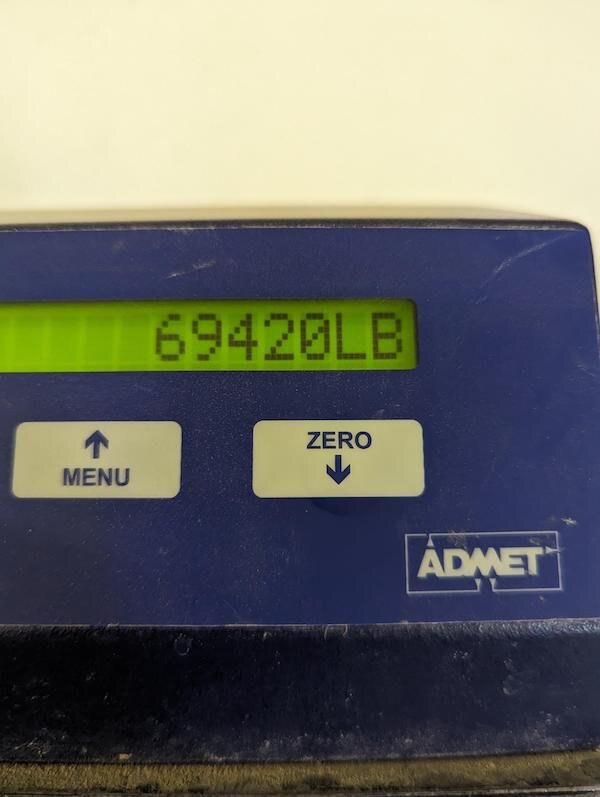 69420LB
↑ ZERO
MENU ↓
ADMET